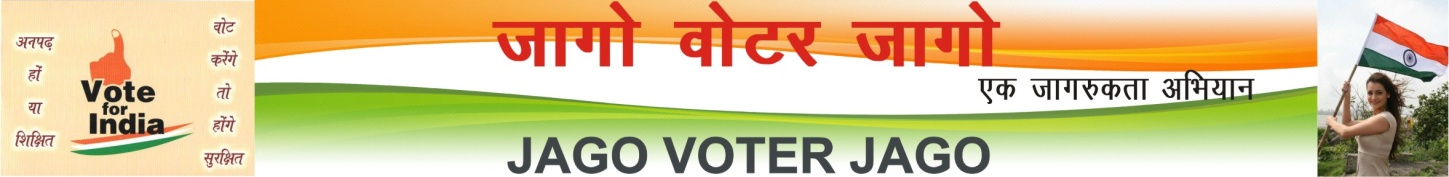 अनपढ़
हों
या
शिक्षित
Vote
for
India
वोट
करेंगे
तो
होंगे
सुरक्षित
जागो वोटर जागो
एक जागरुकता अभियान
JAGO VOTER JAGO